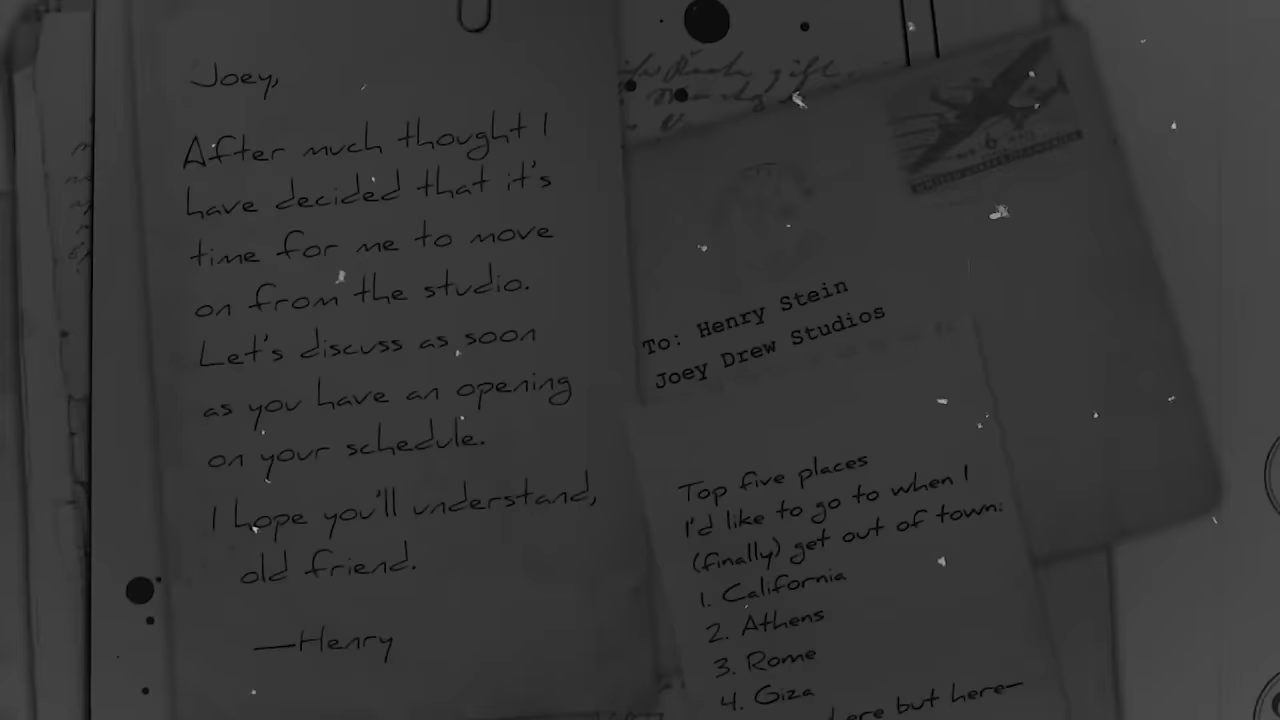 Joey,
After much thought I
have decided that it's
time for me to move
on from the studio.
Let's discuss as soon
as you have an opening
on your schedule.
I hope you'll understand,
old friend.
—Henry
gift
6
To: Henry Stein
Joey Drew Studios
Top five places
I'd like to go to when I
(finally) get out of town:
1. California
2. Athens
3. Rome
4. Giza
but here—